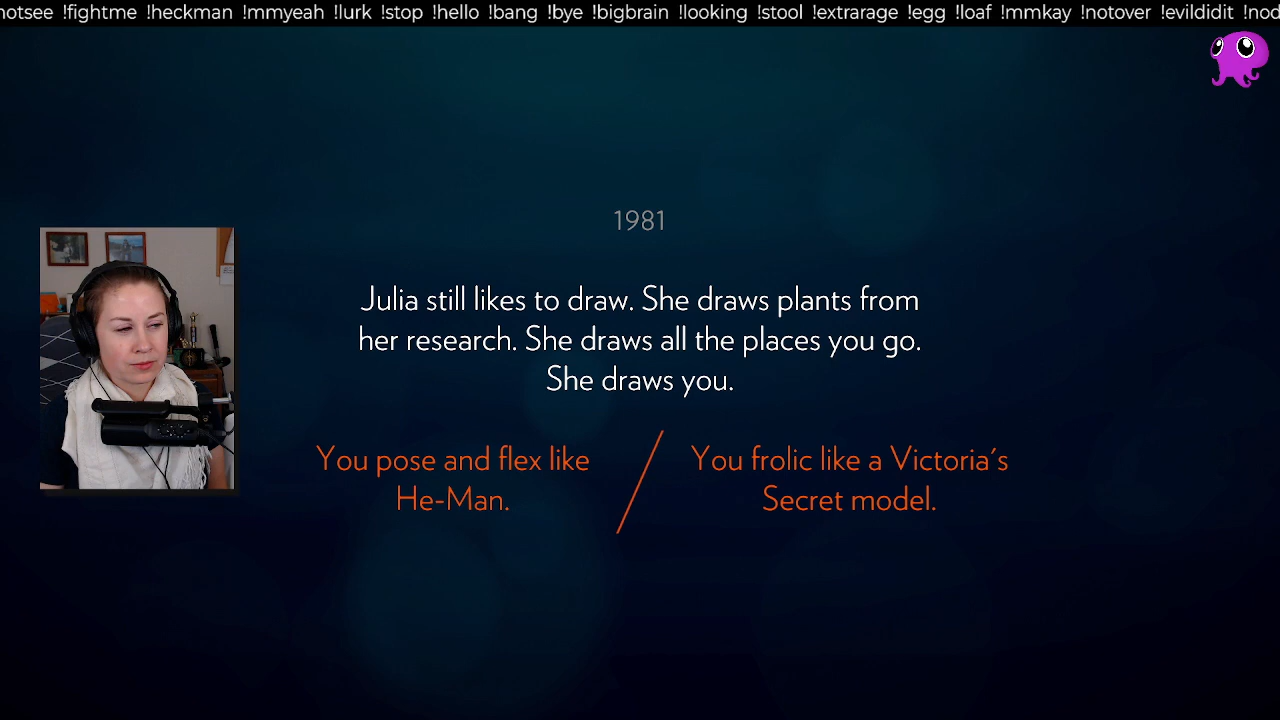 notsee !fightme !heckman !mmyeah !lurk !stop !hello !bang !bye !bigbrain !looking !stool !extrarage !egg !loaf !mmkay !notover !evildidit !nod
1981
Julia still likes to draw. She draws plants from
her research. She draws all the places you go.
She draws you.
You pose and flex like
He-Man.
/
You frolic like a Victoria's
Secret model.